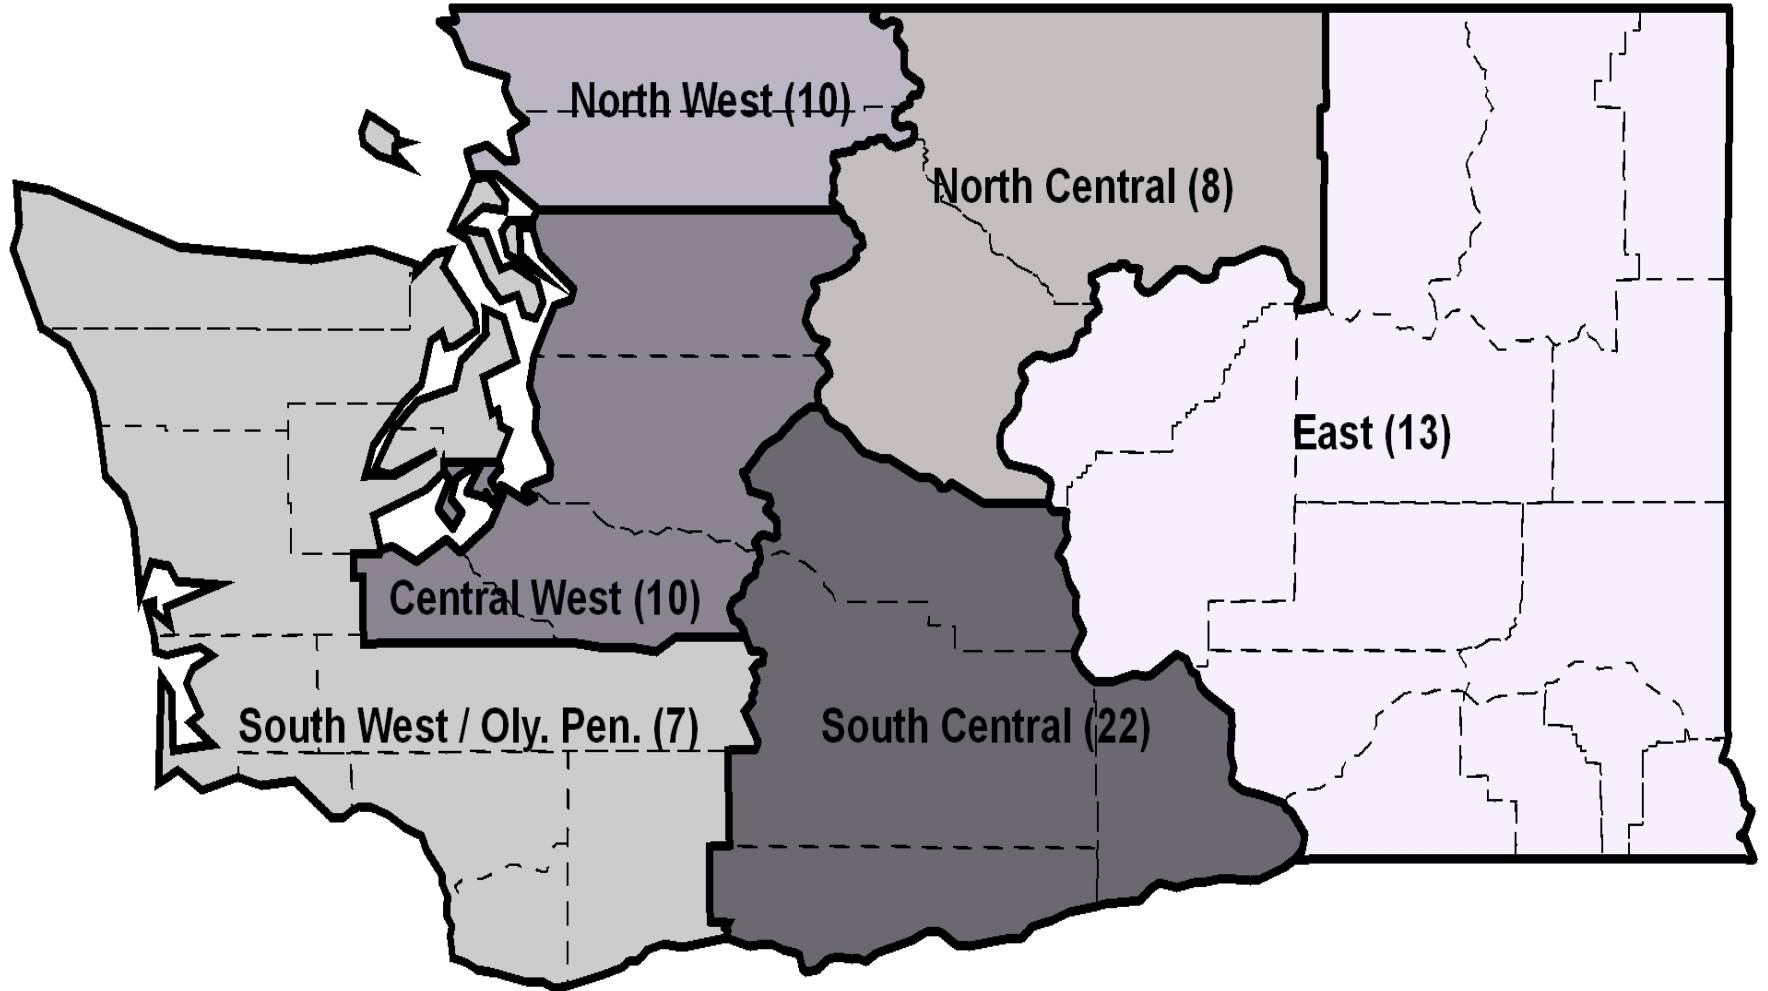 North West (10)
North Central (8)
East (13)
Central West (10)
South West / Oly. Pen. (7)
South Central (22)